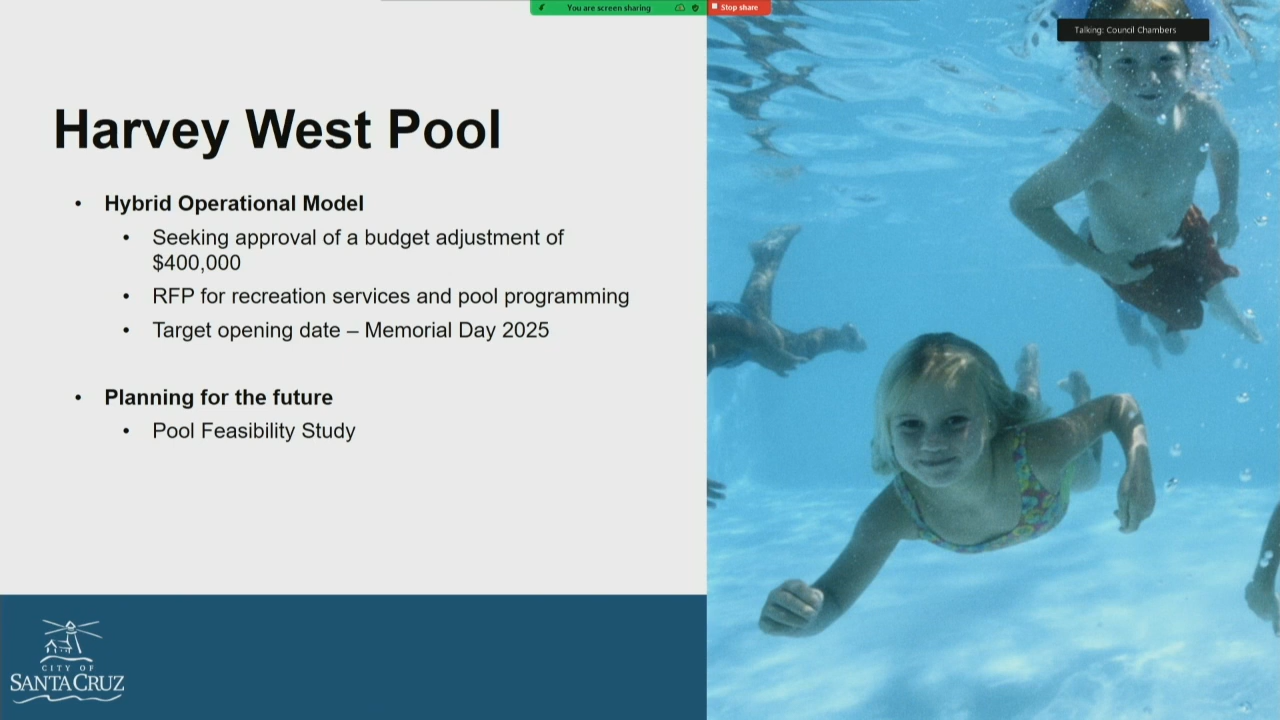 You are screen sharing
Stop share
Talking: Council Chambers
Harvey West Pool
• Hybrid Operational Model
• Seeking approval of a budget adjustment of
$400,000
• RFP for recreation services and pool programming
• Target opening date – Memorial Day 2025
• Planning for the future
• Pool Feasibility Study
CITY OF
SANTA CRUZ